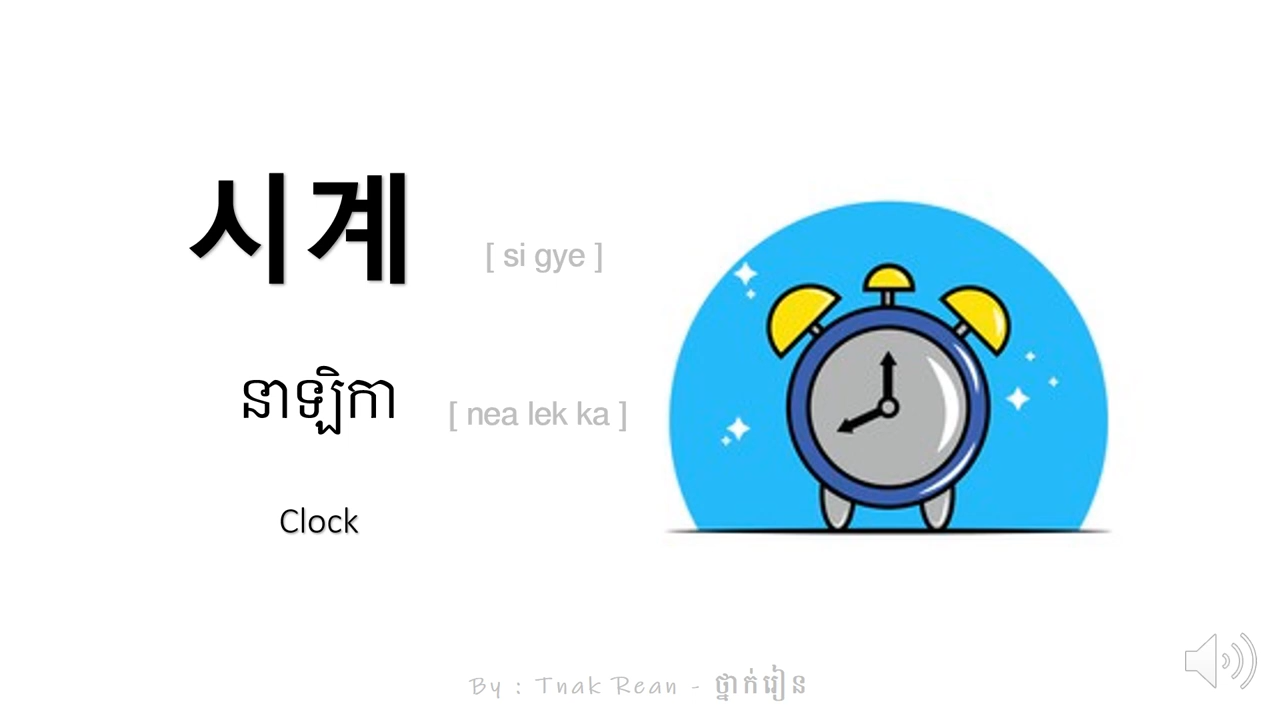 시계 [ si gye ]
នាឡិកា [ nea lek ka ]
Clock
By : Tnak Rean - ថ្នាក់រៀន